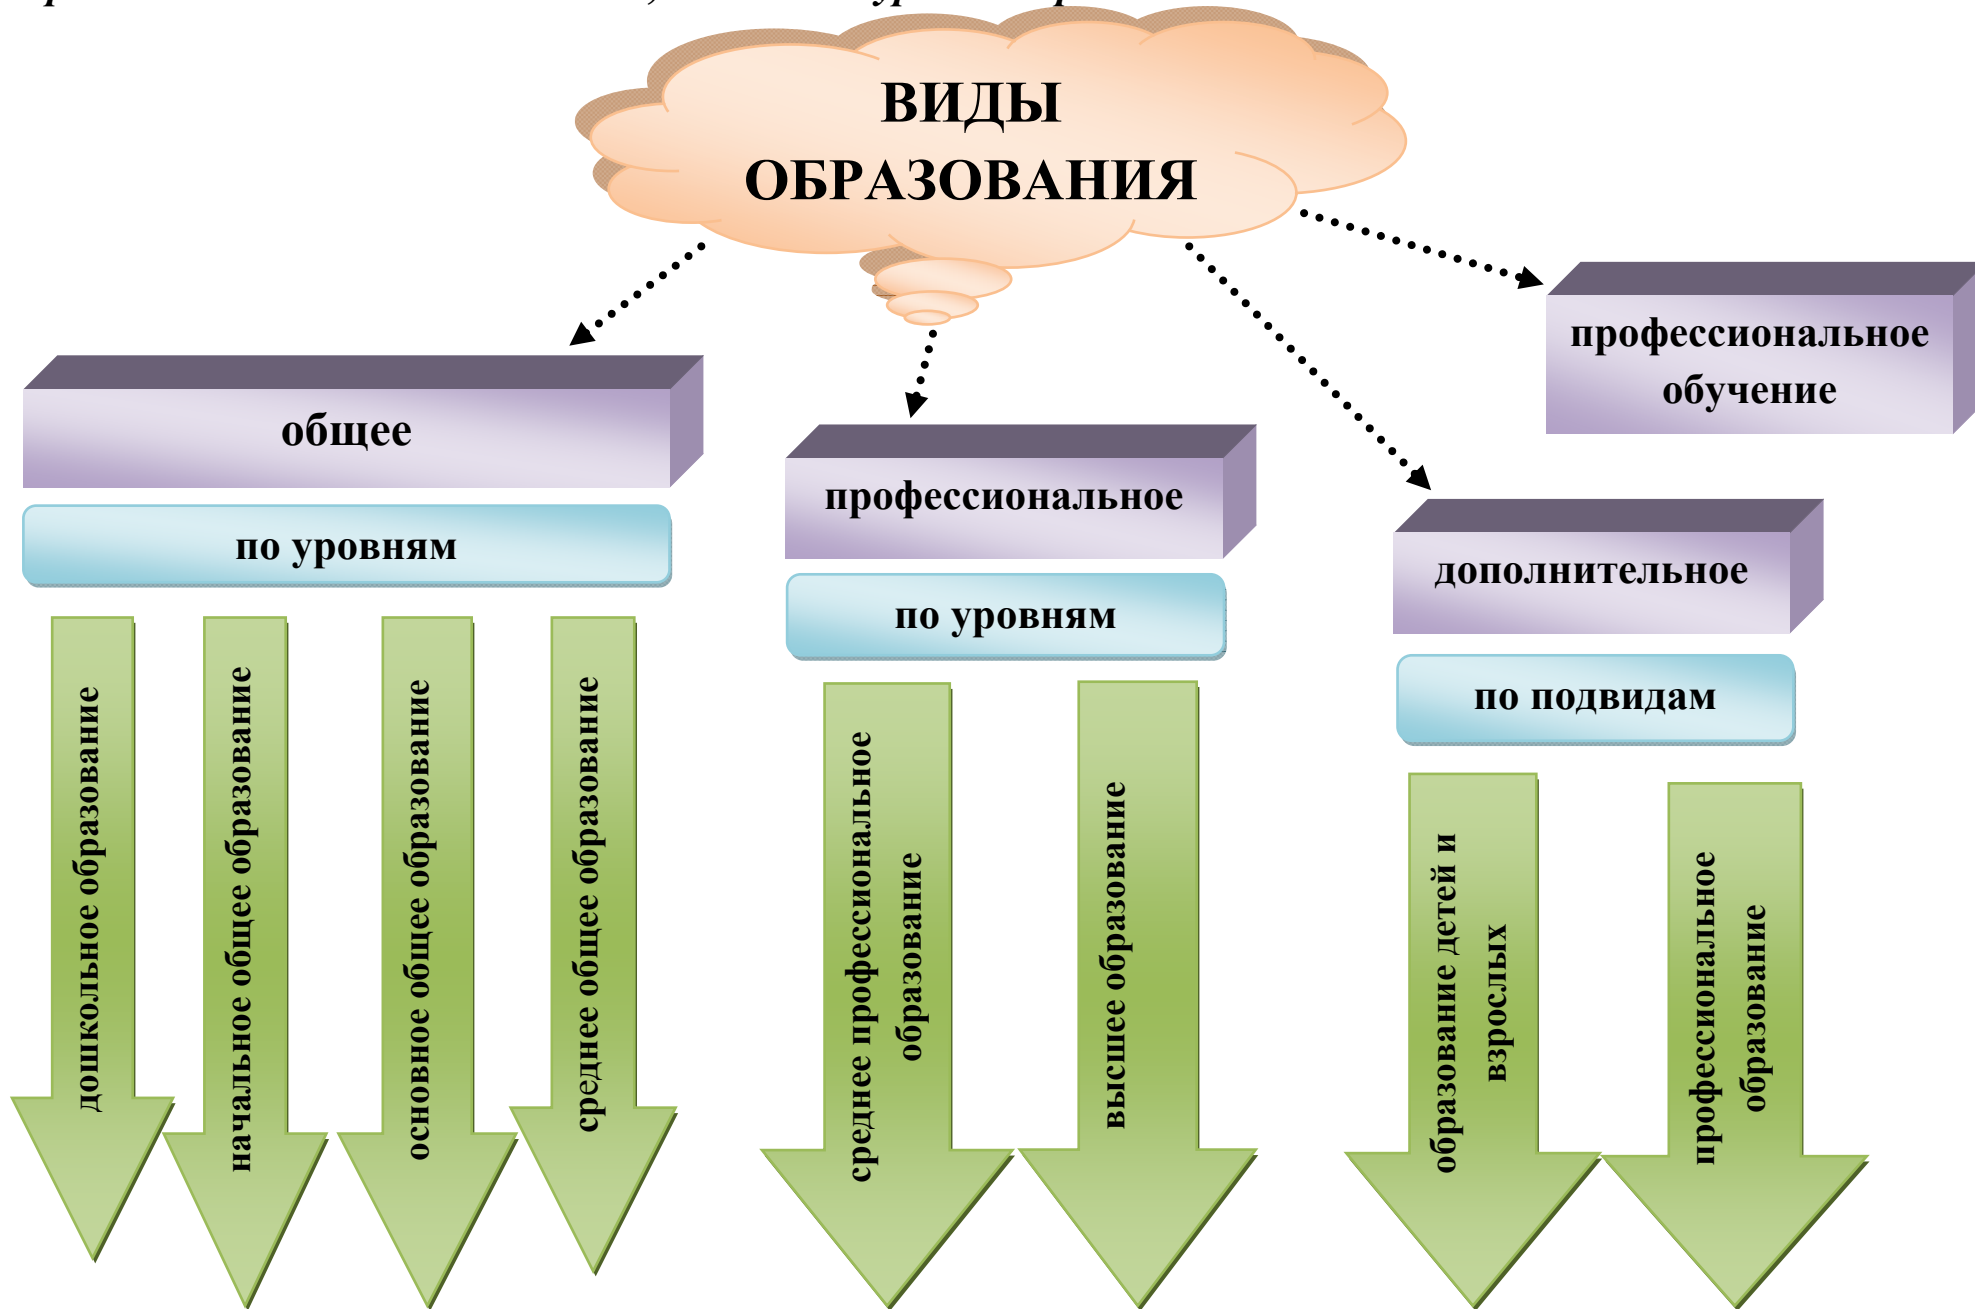 ВИДЫ
ОБРАЗОВАНИЯ
общее
по уровням
дошкольное образование
начальное общее образование
основное общее образование
среднее общее образование
профессиональное
по уровням
среднее профессиональное
образование
высшее образование
дополнительное
по подвидам
образование детей и
взрослых
профессиональное
образование
профессиональное
обучение